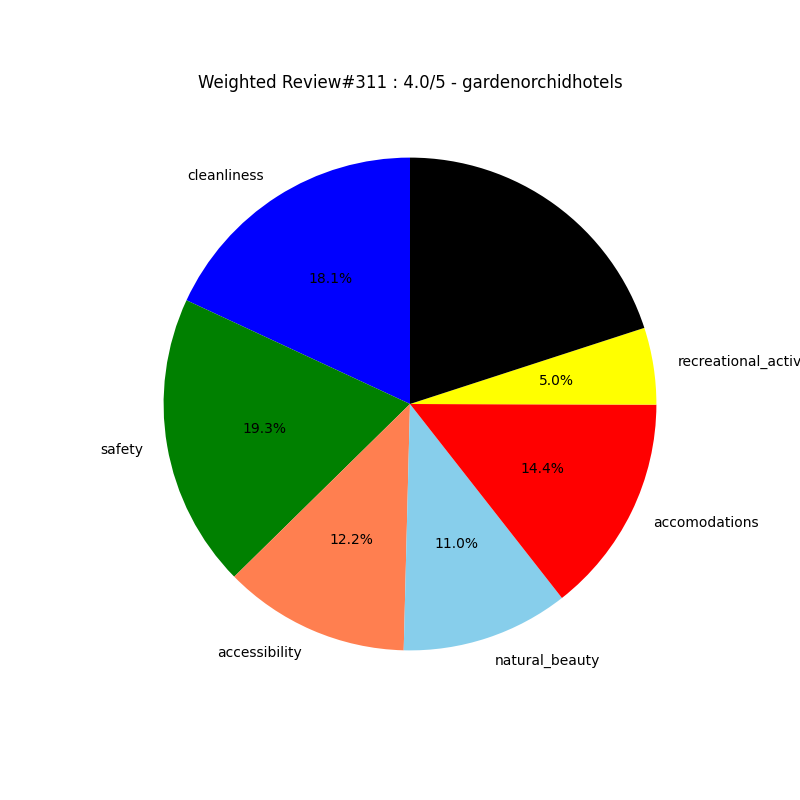 Weighted Review#311 : 4.0/5 - gardenorchidhotels
cleanliness
18.1%
recreational_activ
5.0%
safety
19.3%
14.4%
accomodations
12.2%
11.0%
accessibility
natural_beauty